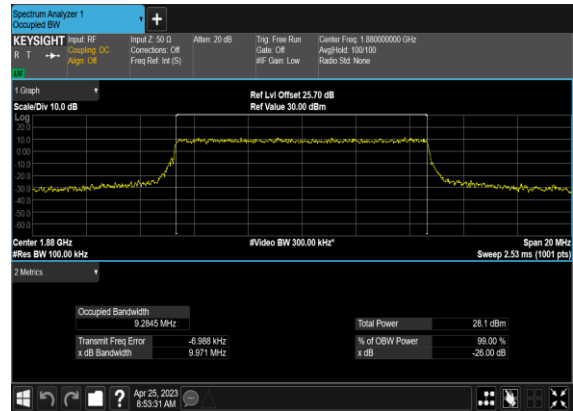 Spectrum Analyzer 1
Occupied BW
+
KEYSIGHT Input: RF Input Z: 50 Ω Atten: 20 dB Trig: Free Run Center Freq: 1.880000000 GHz
R T Coupling: DC Corrections: Off Gate: Off Avg|Hold: 100/100
Align: Off Freq Ref: Int (S) #IF Gain: Low Radio Std: None
LW
1 Graph Ref Lvl Offset 25.70 dB
Scale/Div 10.0 dB Ref Value 30.00 dBm
Log
20.0
10.0
0.00
-10.0
-20.0
-30.0
-40.0
-50.0
-60.0
Center 1.88 GHz #Video BW 300.00 kHz* Span 20 MHz
#Res BW 100.00 kHz Sweep 2.53 ms (1001 pts)
2 Metrics
Occupied Bandwidth
9.2845 MHz Total Power 28.1 dBm
Transmit Freq Error -6.988 kHz % of OBW Power 99.00 %
x dB Bandwidth 9.971 MHz x dB -26.00 dB
? Apr 25, 2023
8:53:31 AM